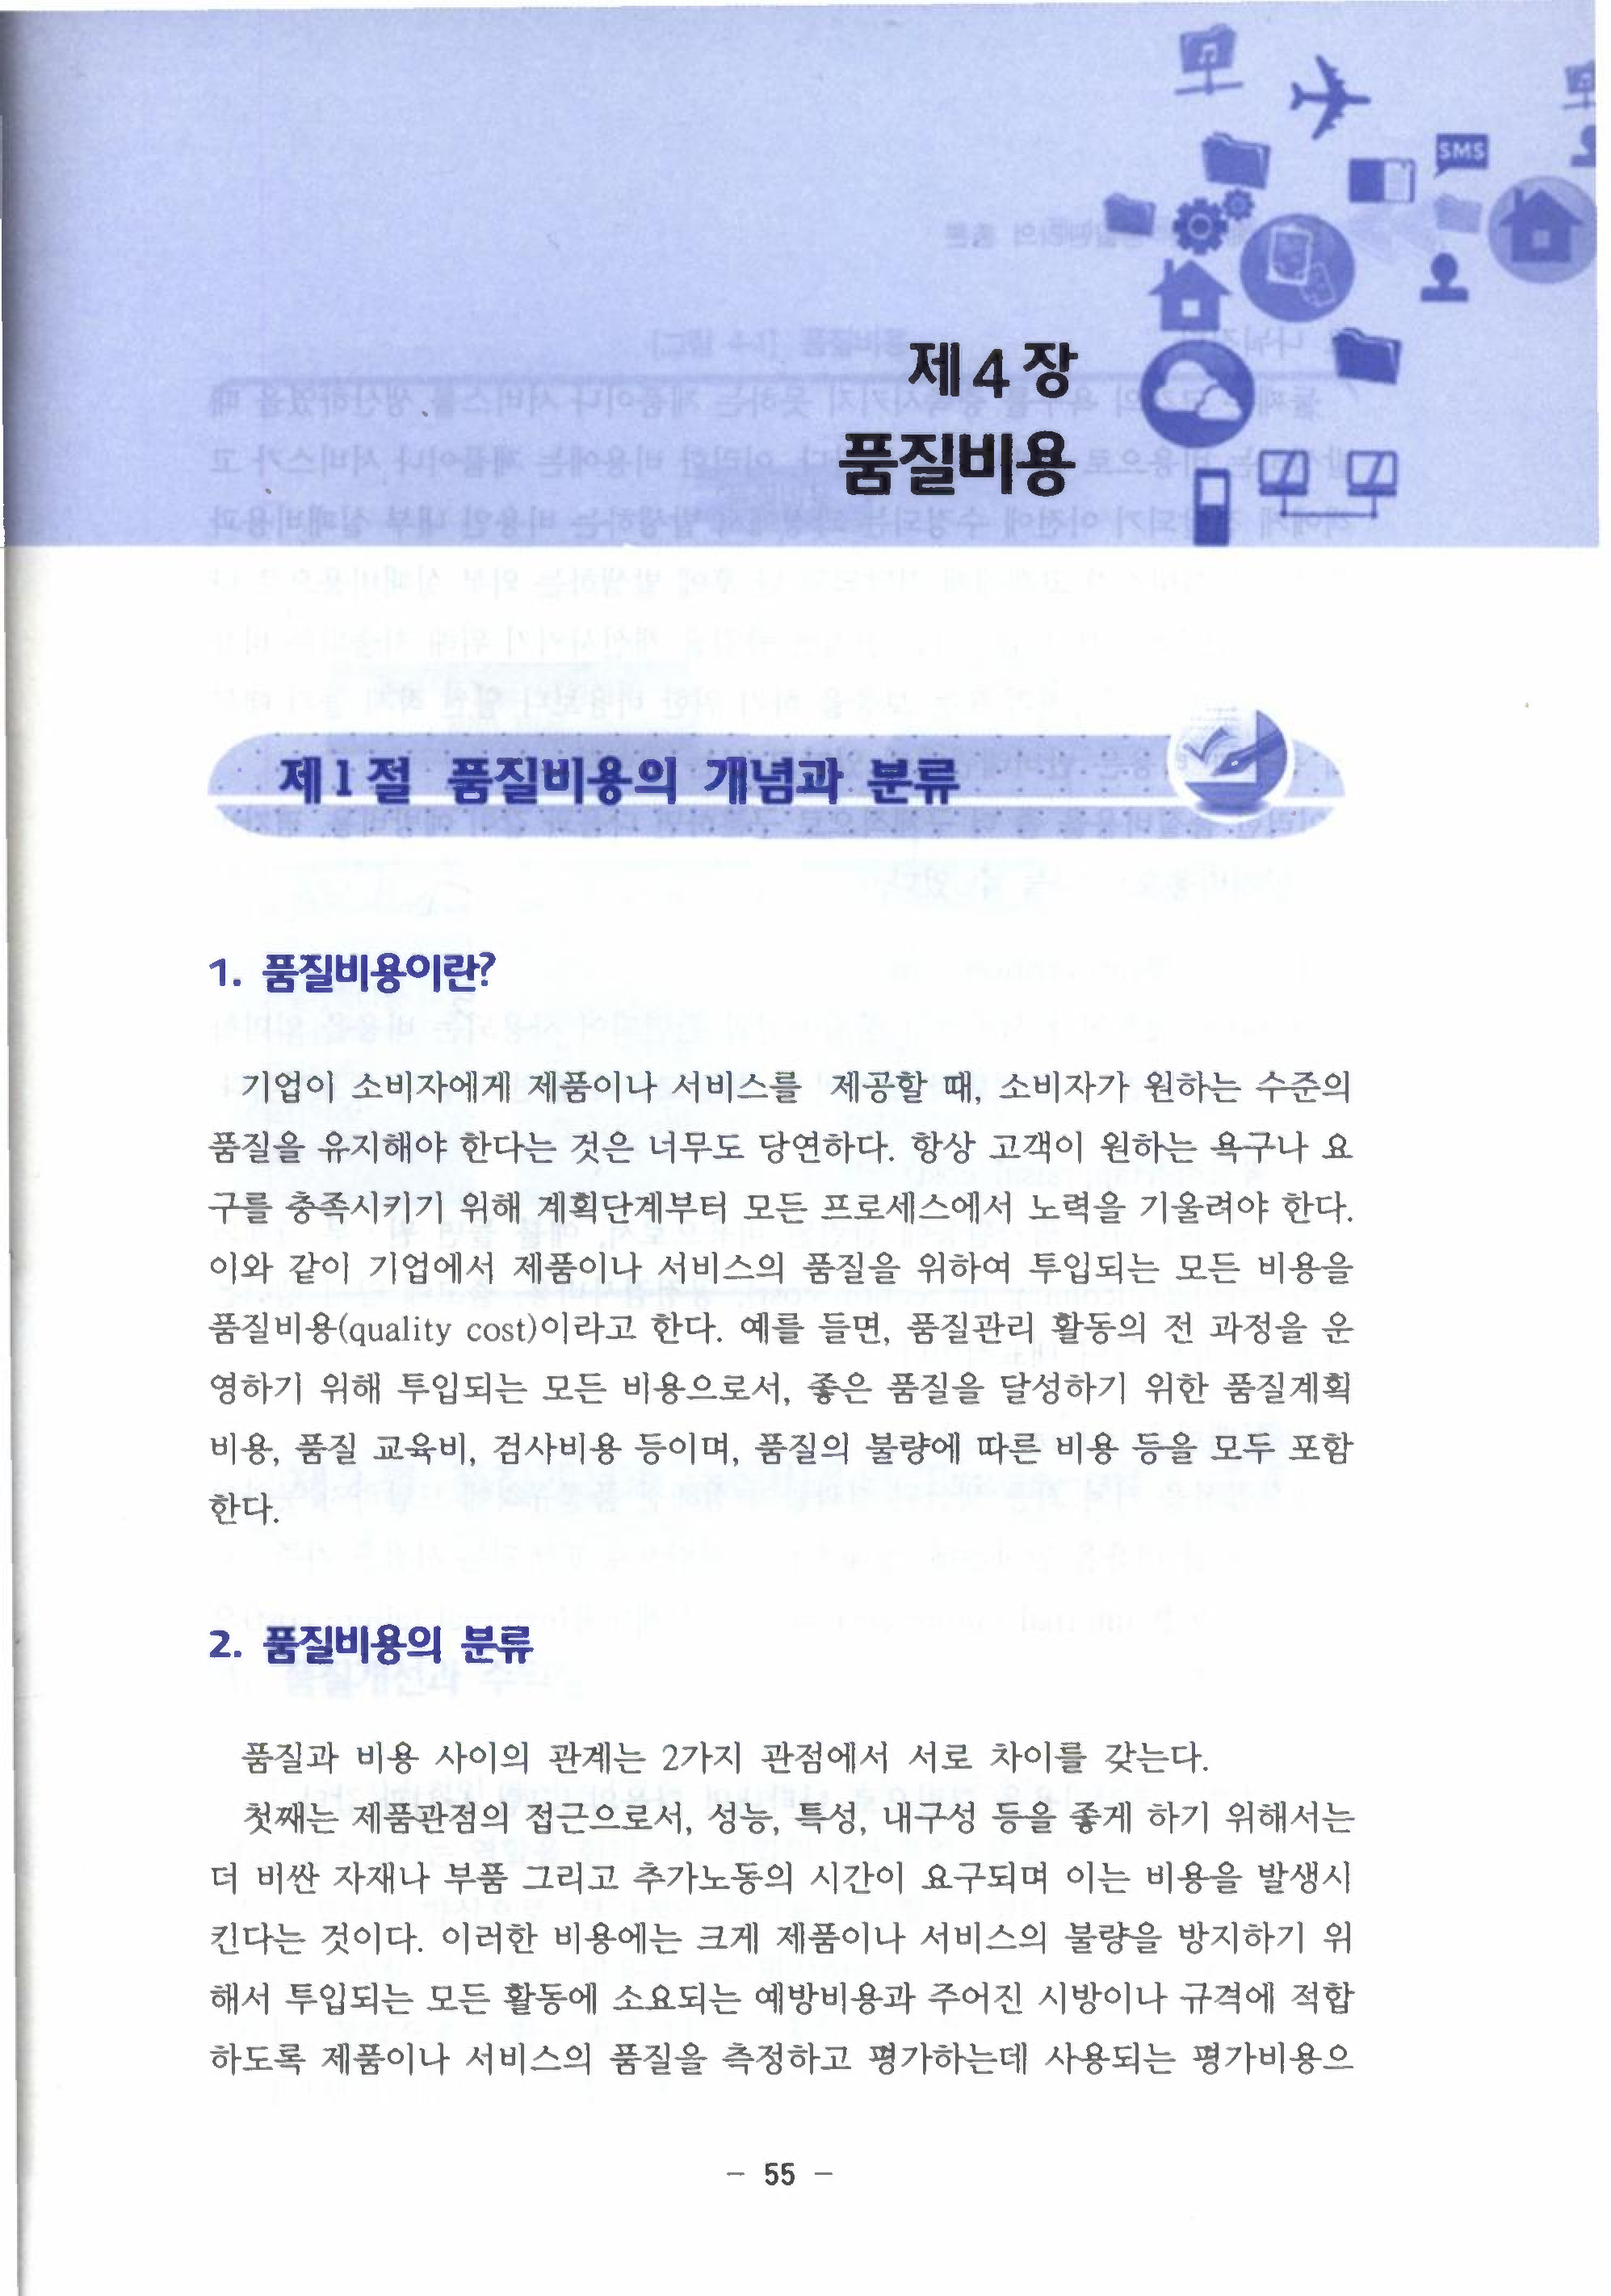 SMS
제 4 장
품질비용
제 1 절 품질비용의 개념과 분류
1. 품질비용이란?
기업이 소비자에게 제품이나 서비스를 제공할 때, 소비자가 원하는 수준의
품질을 유지해야 한다는 것은 너무도 당연하다. 항상 고객이 원하는 욕구나 요
구를 충족시키기 위해 계획단계부터 모든 프로세스에서 노력을 기울려야 한다.
이와 같이 기업에서 제품이나 서비스의 품질을 위하여 투입되는 모든 비용을
품질비용(quality cost)이라고 한다. 예를 들면, 품질관리 활동의 전 과정을 운
영하기 위해 투입되는 모든 비용으로서, 좋은 품질을 달성하기 위한 품질계획
비용, 품질 교육비, 검사비용 등이며, 품질의 불량에 따른 비용 등을 모두 포함
한다.
2. 품질비용의 분류
품질과 비용 사이의 관계는 2가지 관점에서 서로 차이를 갖는다.
첫째는 제품관점의 접근으로서, 성능, 특성, 내구성 등을 좋게 하기 위해서는
더 비싼 자재나 부품 그리고 추가노동의 시간이 요구되며 이는 비용을 발생시
킨다는 것이다. 이러한 비용에는 크게 제품이나 서비스의 불량을 방지하기 위
해서 투입되는 모든 활동에 소요되는 예방비용과 주어진 시방이나 규격에 적합
하도록 제품이나 서비스의 품질을 측정하고 평가하는데 사용되는 평가비용으
- 55 -